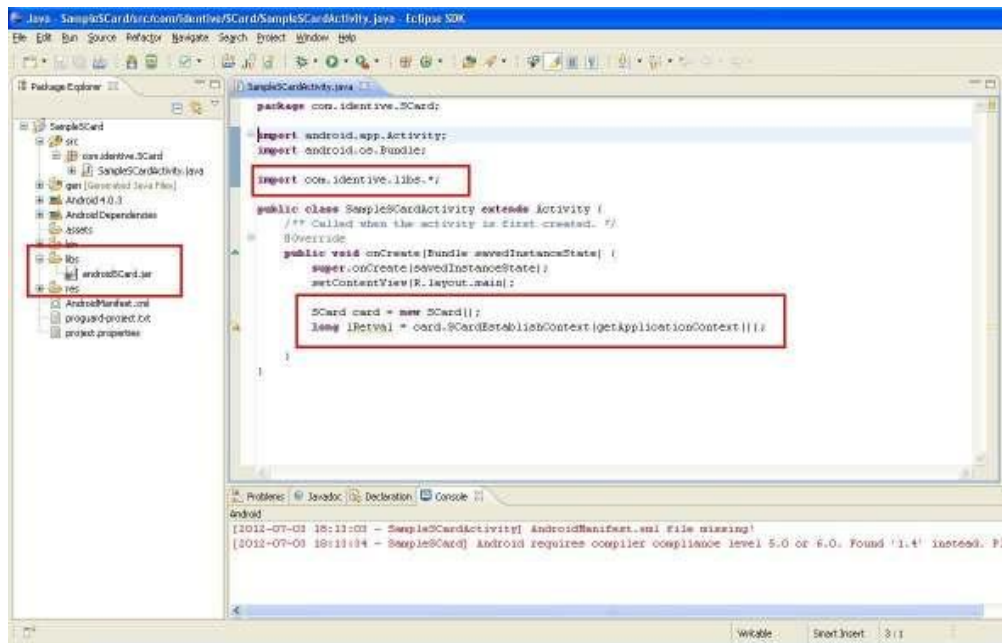 Java - SampleSCard/src/com/identive/SCard/SampleSCardActivity.java - Eclipse SDK
File Edit Run Source Refactor Navigate Search Project Window Help
Package Explorer
SampleSCard
src
com.identive.SCard
SampleSCardActivity.java
gen [Generated Java Files]
Android 4.0.3
Android Dependencies
assets
bin
libs
androidSCard.jar
res
AndroidManifest.xml
proguard-project.txt
project.properties
SampleSCardActivity.java
package com.identive.SCard;
import android.app.Activity;
import android.os.Bundle;
import com.identive.libs.*;
public class SampleSCardActivity extends Activity {
/** Called when the activity is first created. */
@Override
public void onCreate(Bundle savedInstanceState) {
super.onCreate(savedInstanceState);
setContentView(R.layout.main);
SCard card = new SCard();
long lRetval = card.SCardEstablishContext(getApplicationContext());
}
}
Problems Javadoc Declaration Console
Android
[2012-07-03 18:13:03 - SampleSCardActivity] AndroidManifest.xml file missing!
[2012-07-03 18:13:34 - SampleSCard] Android requires compiler compliance level 5.0 or 6.0. Found '1.4' instead.
Writable Smart Insert 3 : 1